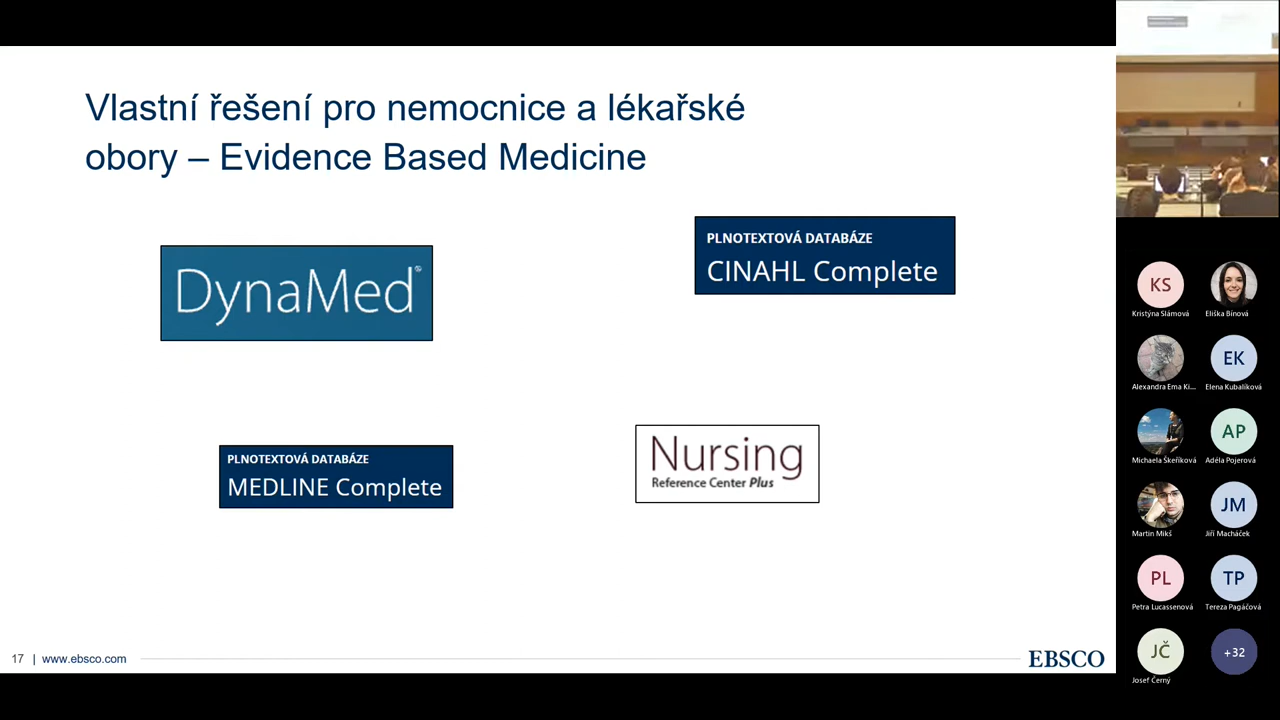 Vlastní řešení pro nemocnice a lékařské
obory – Evidence Based Medicine
DynaMed®
PLNOTEXTOVÁ DATABÁZE
CINAHL Complete
PLNOTEXTOVÁ DATABÁZE
MEDLINE Complete
Nursing
Reference Center Plus
17 | www.ebsco.com
EBSCO
KS
Kristýna Slámová
Eliška Bínová
Alexandra Ema Ki...
EK
Elena Kubalíková
Michaela Škeříková
AP
Adéla Pojerová
Martin Mikš
JM
Jiří Macháček
PL
Petra Lucassenová
TP
Tereza Pagáčová
JČ
Josef Černý
+32